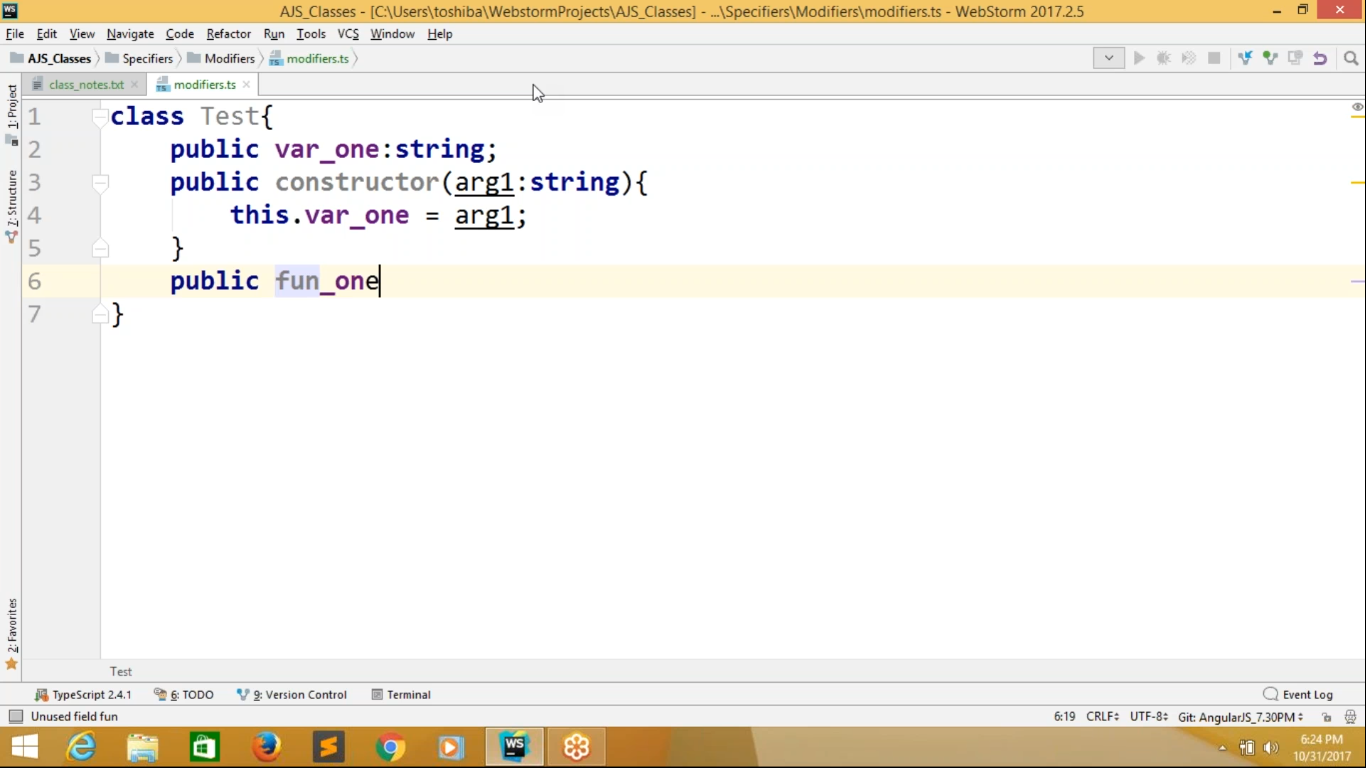 WS
AJS_Classes - [C:\Users\toshiba\WebstormProjects\AJS_Classes] - ...\Specifiers\Modifiers\modifiers.ts - WebStorm 2017.2.5
File Edit View Navigate Code Refactor Run Tools VCS Window Help
AJS_Classes Specifiers Modifiers modifiers.ts
class_notes.txt modifiers.ts
1: Project
7: Structure
2: Favorites
1 class Test{
2 public var_one:string;
3 public constructor(arg1:string){
4 this.var_one = arg1;
5 }
6 public fun_one
7 }
Test
TypeScript 2.4.1 6: TODO 9: Version Control Terminal Event Log
Unused field fun 6:19 CRLF UTF-8 Git: AngularJS_7.30PM
WS
6:24 PM
10/31/2017